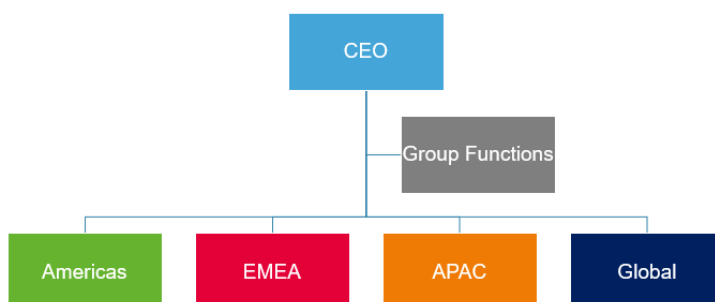 CEO
Group Functions
Americas
EMEA
APAC
Global